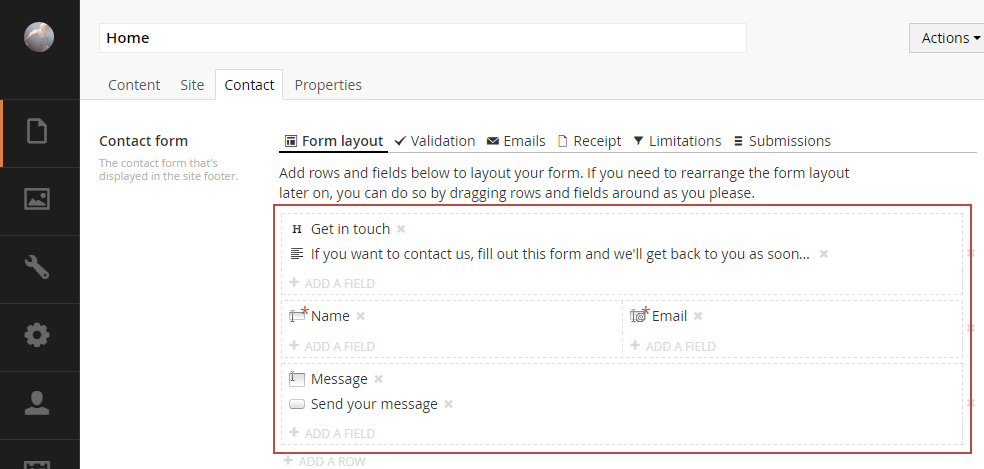 Home
Actions
Content Site Contact Properties
Contact form
The contact form that's
displayed in the site footer.
Form layout Validation Emails Receipt Limitations Submissions
Add rows and fields below to layout your form. If you need to rearrange the form layout
later on, you can do so by dragging rows and fields around as you please.
H Get in touch
If you want to contact us, fill out this form and we'll get back to you as soon...
+ ADD A FIELD
* Name * Email
+ ADD A FIELD + ADD A FIELD
Message
Send your message
+ ADD A FIELD
+ ADD A ROW